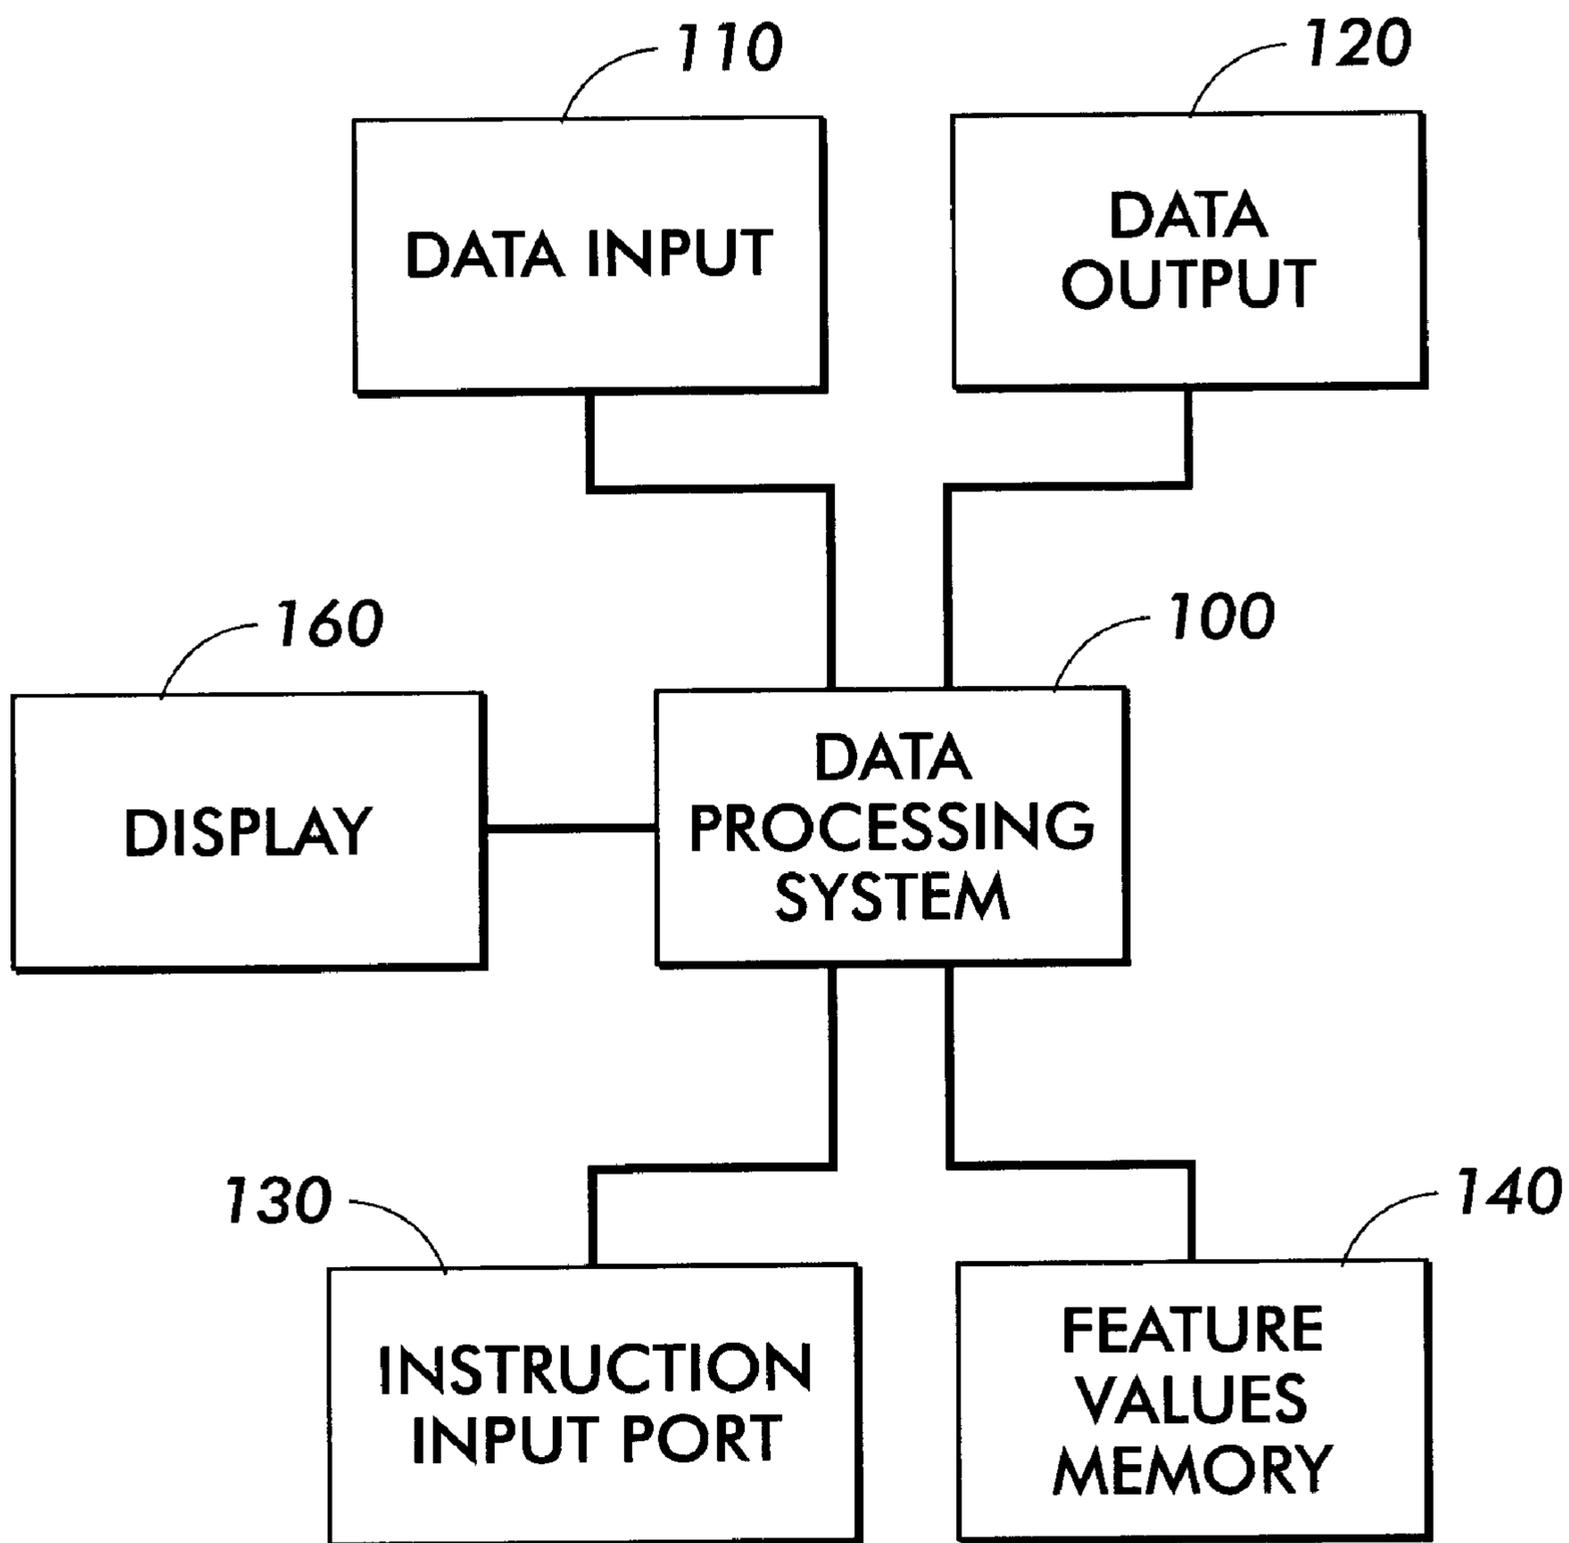 110
120
DATA INPUT
DATA
OUTPUT
160
100
DISPLAY
DATA
PROCESSING
SYSTEM
130
140
INSTRUCTION
INPUT PORT
FEATURE
VALUES
MEMORY